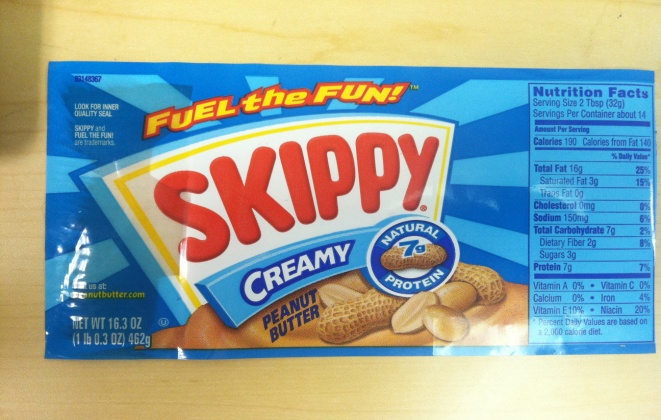 LOOK FOR INNER
QUALITY SEAL
SKIPPY and
FUEL THE FUN!
are trademarks.
FUEL the FUN!™
SKIPPY®
CREAMY
PEANUT
BUTTER
NATURAL
7g
PROTEIN
us at:
peanutbutter.com
NET WT 16.3 OZ
(1 lb 0.3 OZ) 462g
U
Nutrition Facts
Serving Size 2 Tbsp (32g)
Servings Per Container about 14
Amount Per Serving
Calories 190 Calories from Fat 140
% Daily Value*
Total Fat 16g 25%
Saturated Fat 3g 15%
Trans Fat 0g
Cholesterol 0mg 0%
Sodium 150mg 6%
Total Carbohydrate 7g 2%
Dietary Fiber 2g 8%
Sugars 3g
Protein 7g 7%
Vitamin A 0% • Vitamin C 0%
Calcium 0% • Iron 4%
Vitamin E 10% • Niacin 20%
* Percent Daily Values are based on
a 2,000 calorie diet.